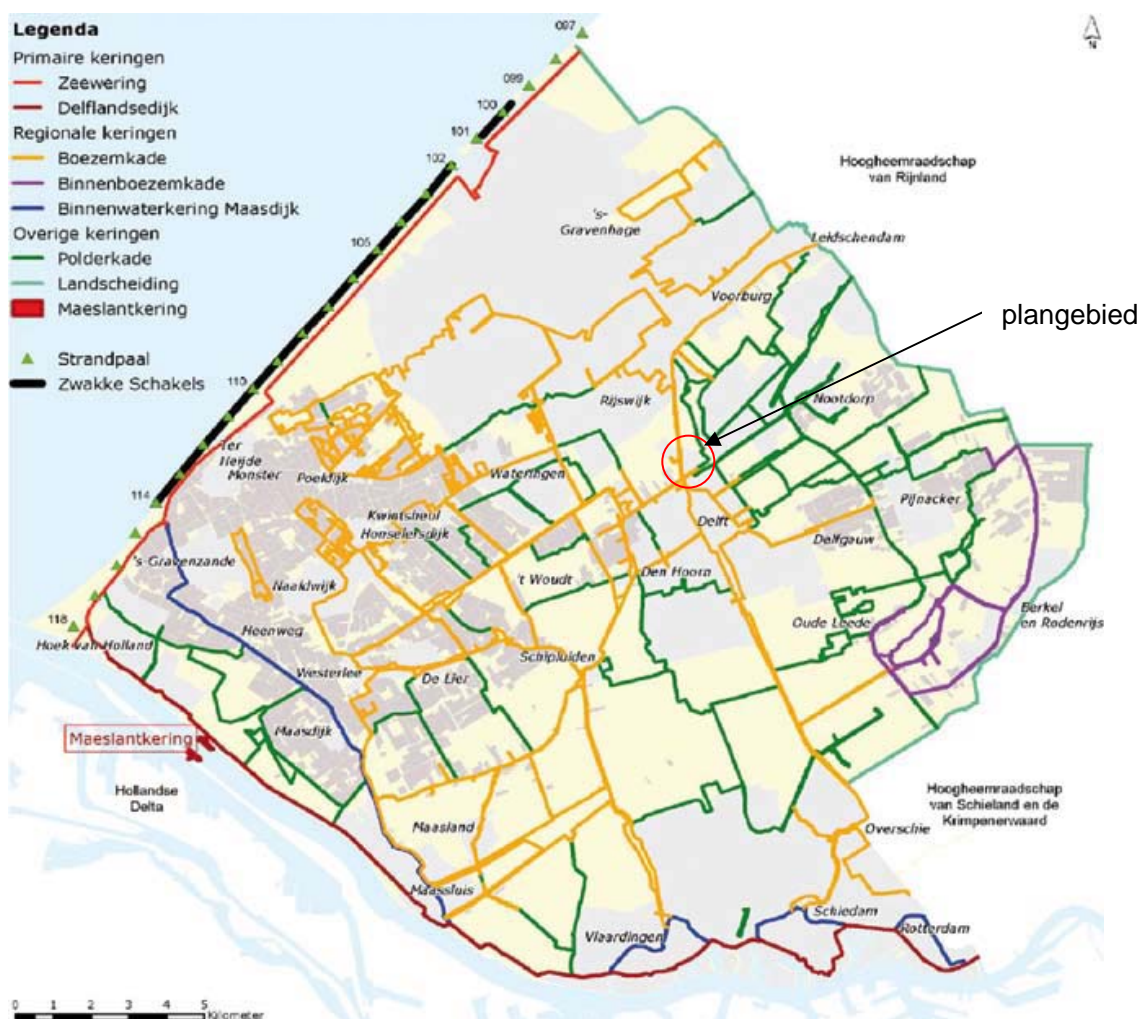 Legenda
Primaire keringen
Zeewering
Delflandsedijk
Regionale keringen
Boezemkade
Binnenboezemkade
Binnenwaterkering Maasdijk
Overige keringen
Polderkade
Landscheiding
Maeslantkering
Strandpaal
Zwakke Schakels
097
099
100
101
102
105
110
114
118
N
Hoogheemraadschap
van Rijnland
's-
Gravenhage
Leidschendam
Voorburg
plangebied
Rijswijk
Nootdorp
Ter
Heijde
Monster
Poeldijk
Wateringen
Kwintsheul
Honselersdijk
Pijnacker
Delft
Delfgauw
's-Gravenzande
Naaldwijk
't Woudt
Den Hoorn
Heenweg
Oude Leede
Berkel
en Rodenrijs
Hoek van Holland
Westerlee
De Lier
Schipluiden
Maasdijk
Maeslantkering
Hollandse
Delta
Hoogheemraadschap
van Schieland en de
Krimpenerwaard
Maasland
Overschie
Maassluis
Schiedam
Vlaardingen
Rotterdam
0 1 2 3 4 5
Kilometer